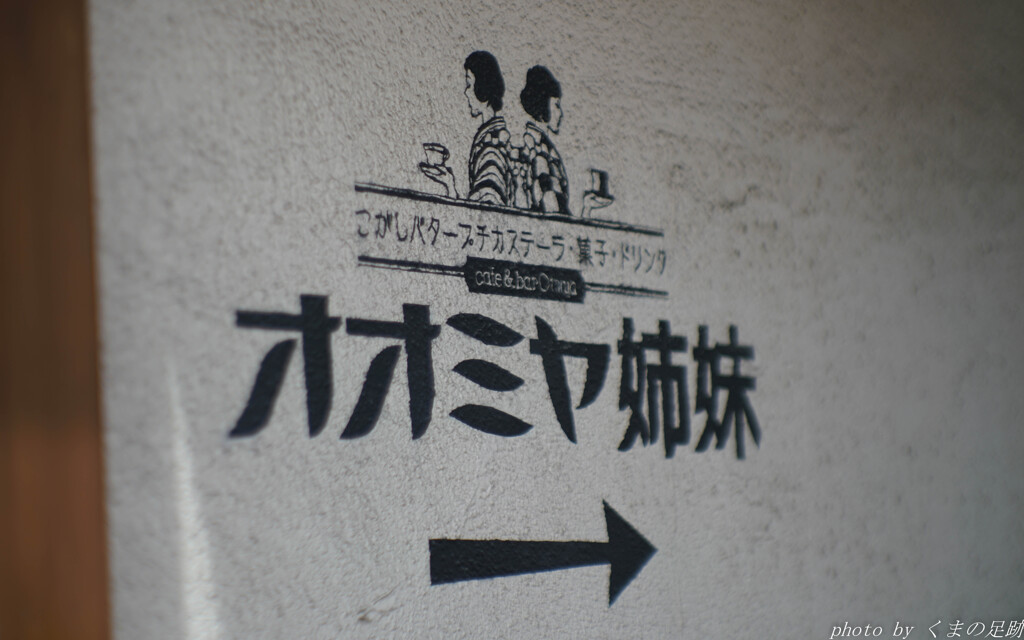 こがしバタープチカステーラ・菓子・ドリンク
cafe & bar Omiya
オオミヤ姉妹
photo by くまの足跡